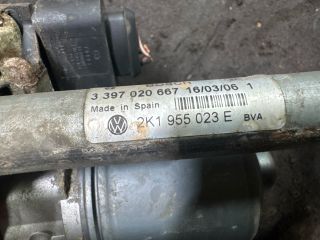 3 397 020 667 16/03/06 1
Made in Spain
2K1 955 023 E BVA